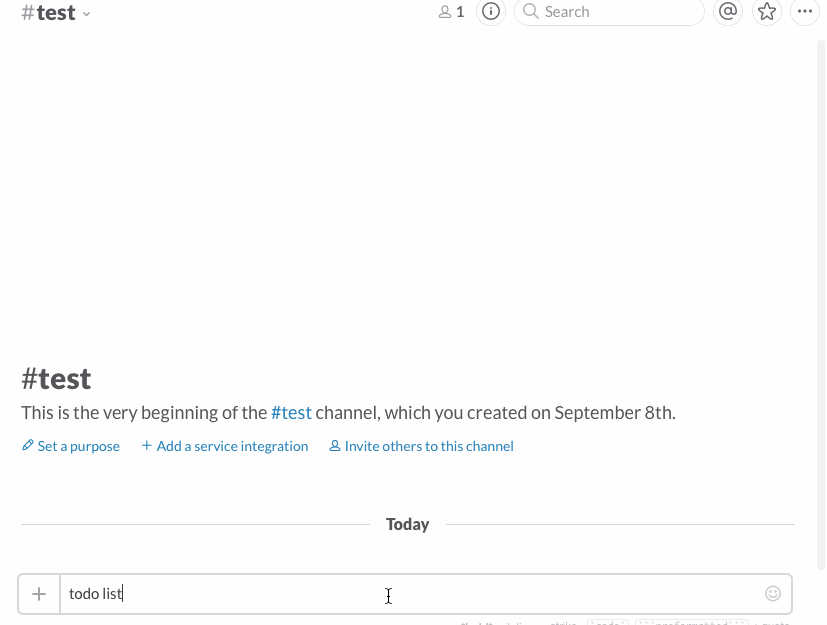 #test
1
Search
#test
This is the very beginning of the #test channel, which you created on September 8th.
Set a purpose
Add a service integration
Invite others to this channel
Today
todo list